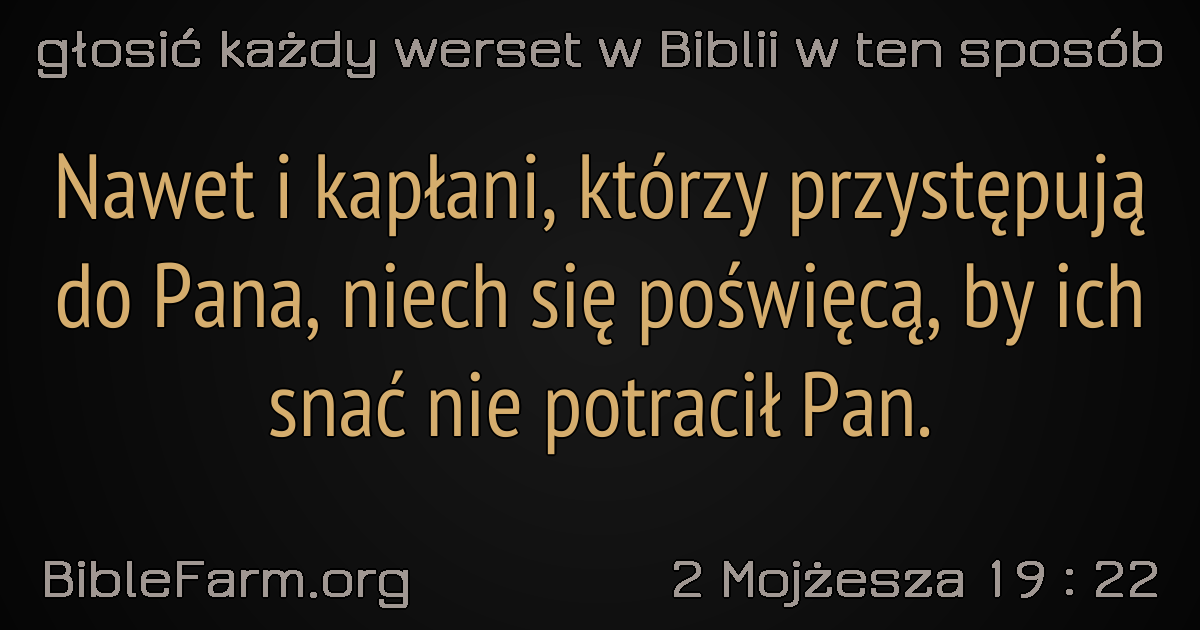 głosić każdy werset w Biblii w ten sposób
Nawet i kapłani, którzy przystępują
do Pana, niech się poświęcą, by ich
snać nie potracił Pan.
BibleFarm.org
2 Mojżesza 19 : 22